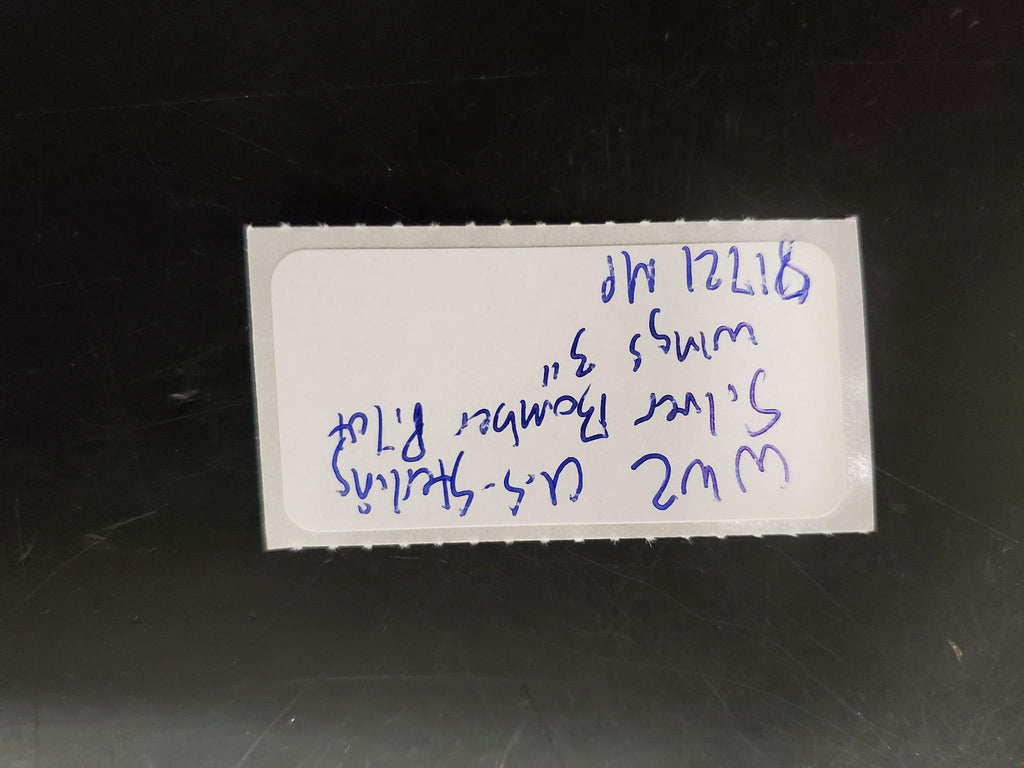 WW2 U.S. Sterling
Silver Bomber Pilot
Wings 3"
81721 MP